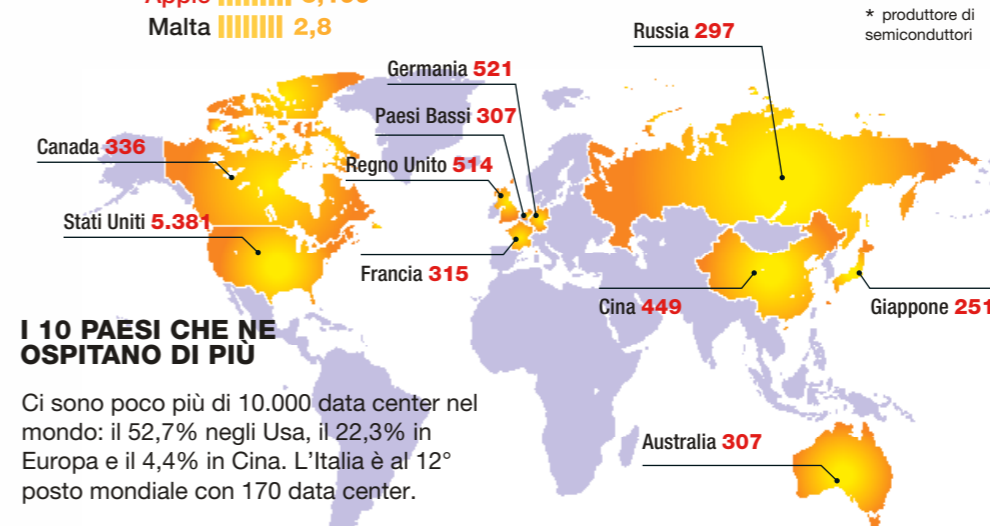 Malta 2,8
* produttore di
semiconduttori
Russia 297
Germania 521
Paesi Bassi 307
Canada 336
Regno Unito 514
Stati Uniti 5.381
Francia 315
Cina 449
Giappone 251
I 10 PAESI CHE NE
OSPITANO DI PIÙ
Ci sono poco più di 10.000 data center nel
mondo: il 52,7% negli Usa, il 22,3% in
Europa e il 4,4% in Cina. L’Italia è al 12°
posto mondiale con 170 data center.
Australia 307